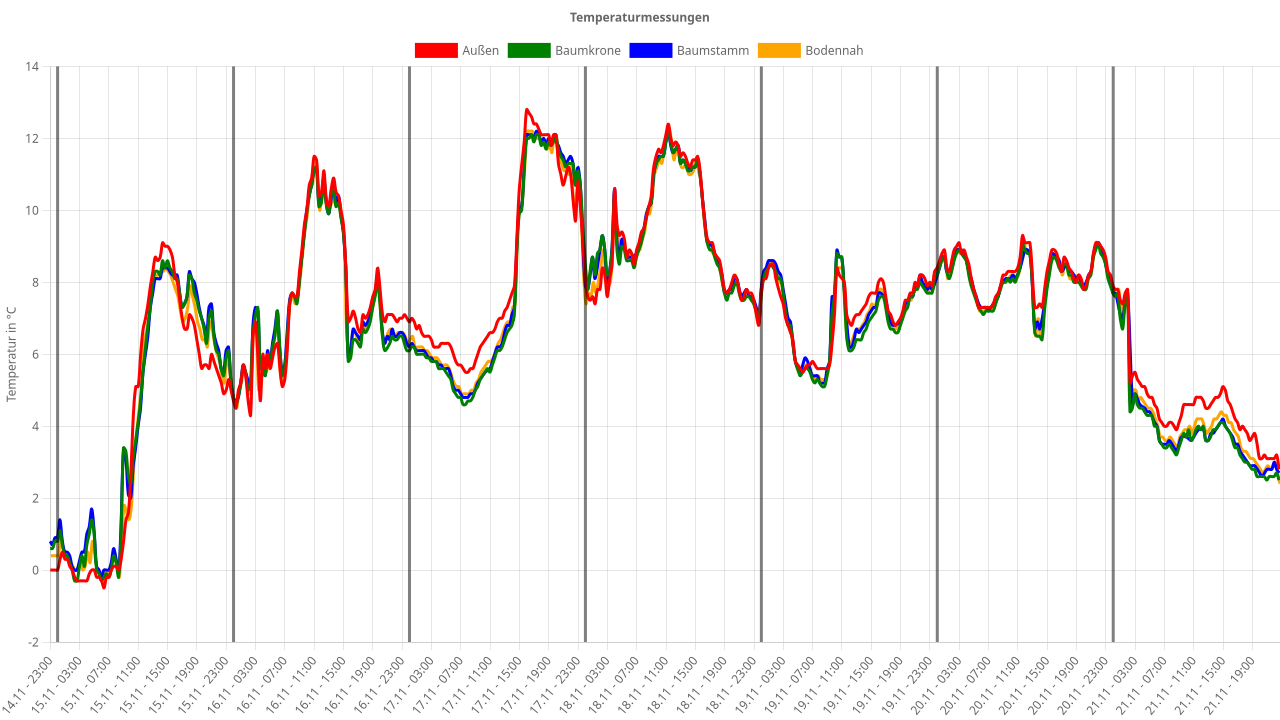 Temperaturmessungen
Außen Baumkrone Baumstamm Bodennah
Temperatur in °C
14
12
10
8
6
4
2
0
-2
14.11 - 23:00
15.11 - 03:00
15.11 - 07:00
15.11 - 11:00
15.11 - 15:00
15.11 - 19:00
15.11 - 23:00
16.11 - 03:00
16.11 - 07:00
16.11 - 11:00
16.11 - 15:00
16.11 - 19:00
16.11 - 23:00
17.11 - 03:00
17.11 - 07:00
17.11 - 11:00
17.11 - 15:00
17.11 - 19:00
17.11 - 23:00
18.11 - 03:00
18.11 - 07:00
18.11 - 11:00
18.11 - 15:00
18.11 - 19:00
18.11 - 23:00
19.11 - 03:00
19.11 - 07:00
19.11 - 11:00
19.11 - 15:00
19.11 - 19:00
19.11 - 23:00
20.11 - 03:00
20.11 - 07:00
20.11 - 11:00
20.11 - 15:00
20.11 - 19:00
20.11 - 23:00
21.11 - 03:00
21.11 - 07:00
21.11 - 11:00
21.11 - 15:00
21.11 - 19:00